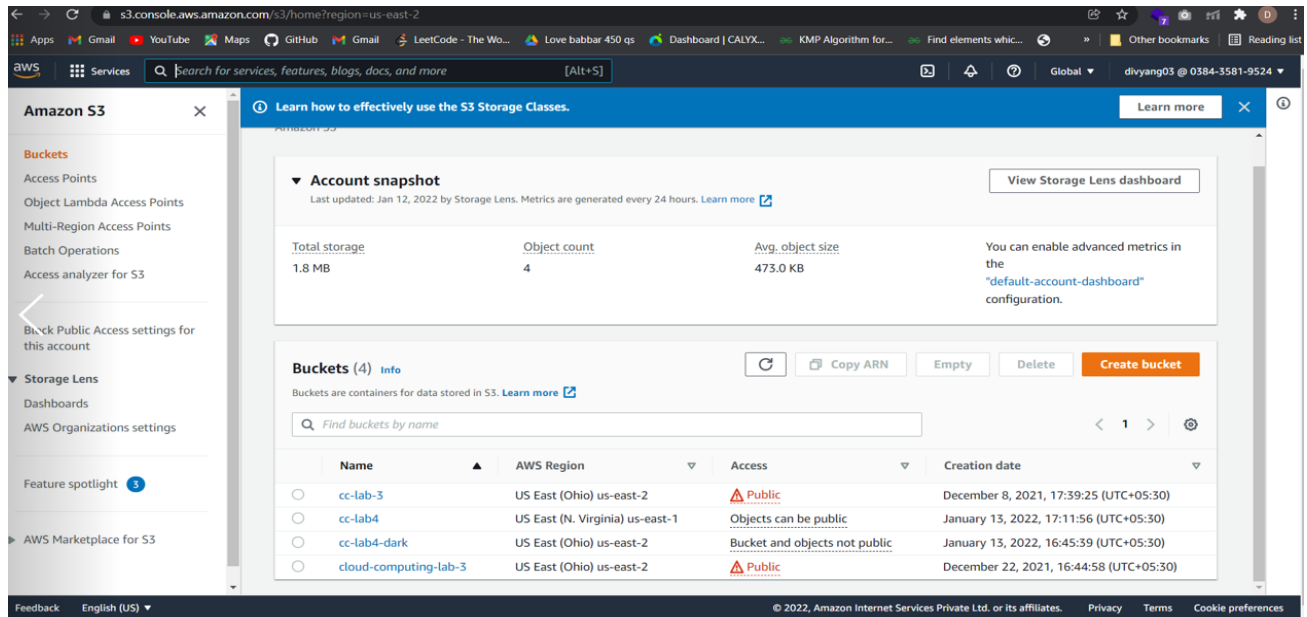 s3.console.aws.amazon.com/s3/home?region=us-east-2
Apps Gmail YouTube Maps GitHub Gmail LeetCode - The Wo... Love babbar 450 qs Dashboard | CALYX... KMP Algorithm for... Find elements whic... » Other bookmarks Reading list
aws Services Search for services, features, blogs, docs, and more [Alt+S] Global ▼ divyang03 @ 0384-3581-9524 ▼
Amazon S3
Buckets
Access Points
Object Lambda Access Points
Multi-Region Access Points
Batch Operations
Access analyzer for S3
Block Public Access settings for
this account
Storage Lens
Dashboards
AWS Organizations settings
Feature spotlight 3
AWS Marketplace for S3
Learn how to effectively use the S3 Storage Classes. Learn more
Amazon S3
Account snapshot View Storage Lens dashboard
Last updated: Jan 12, 2022 by Storage Lens. Metrics are generated every 24 hours. Learn more
Total storage Object count Avg. object size You can enable advanced metrics in
1.8 MB 4 473.0 KB the
"default-account-dashboard"
configuration.
Buckets (4) Info Copy ARN Empty Delete Create bucket
Buckets are containers for data stored in S3. Learn more
Find buckets by name < 1 >
Name AWS Region Access Creation date
cc-lab-3 US East (Ohio) us-east-2 Public December 8, 2021, 17:39:25 (UTC+05:30)
cc-lab4 US East (N. Virginia) us-east-1 Objects can be public January 13, 2022, 17:11:56 (UTC+05:30)
cc-lab4-dark US East (Ohio) us-east-2 Bucket and objects not public January 13, 2022, 16:45:39 (UTC+05:30)
cloud-computing-lab-3 US East (Ohio) us-east-2 Public December 22, 2021, 16:44:58 (UTC+05:30)
Feedback English (US) ▼ © 2022, Amazon Internet Services Private Ltd. or its affiliates. Privacy Terms Cookie preferences